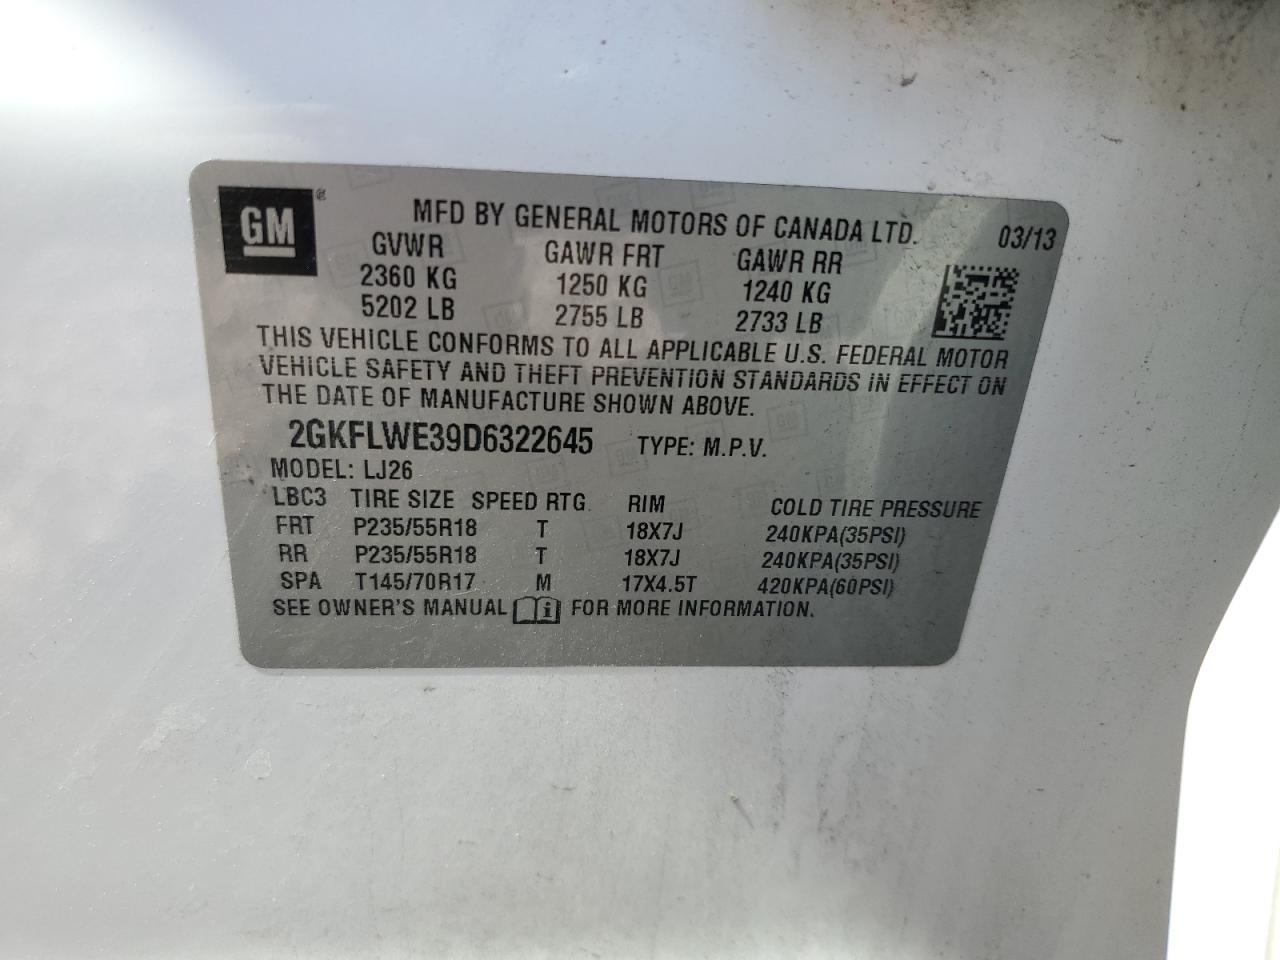 GM ®
MFD BY GENERAL MOTORS OF CANADA LTD. 03/13
GVWR GAWR FRT GAWR RR
2360 KG 1250 KG 1240 KG
5202 LB 2755 LB 2733 LB
THIS VEHICLE CONFORMS TO ALL APPLICABLE U.S. FEDERAL MOTOR
VEHICLE SAFETY AND THEFT PREVENTION STANDARDS IN EFFECT ON
THE DATE OF MANUFACTURE SHOWN ABOVE.
2GKFLWE39D6322645 TYPE: M.P.V.
MODEL: LJ26
LBC3 TIRE SIZE SPEED RTG RIM COLD TIRE PRESSURE
FRT P235/55R18 T 18X7J 240KPA(35PSI)
RR P235/55R18 T 18X7J 240KPA(35PSI)
SPA T145/70R17 M 17X4.5T 420KPA(60PSI)
SEE OWNER'S MANUAL i FOR MORE INFORMATION.